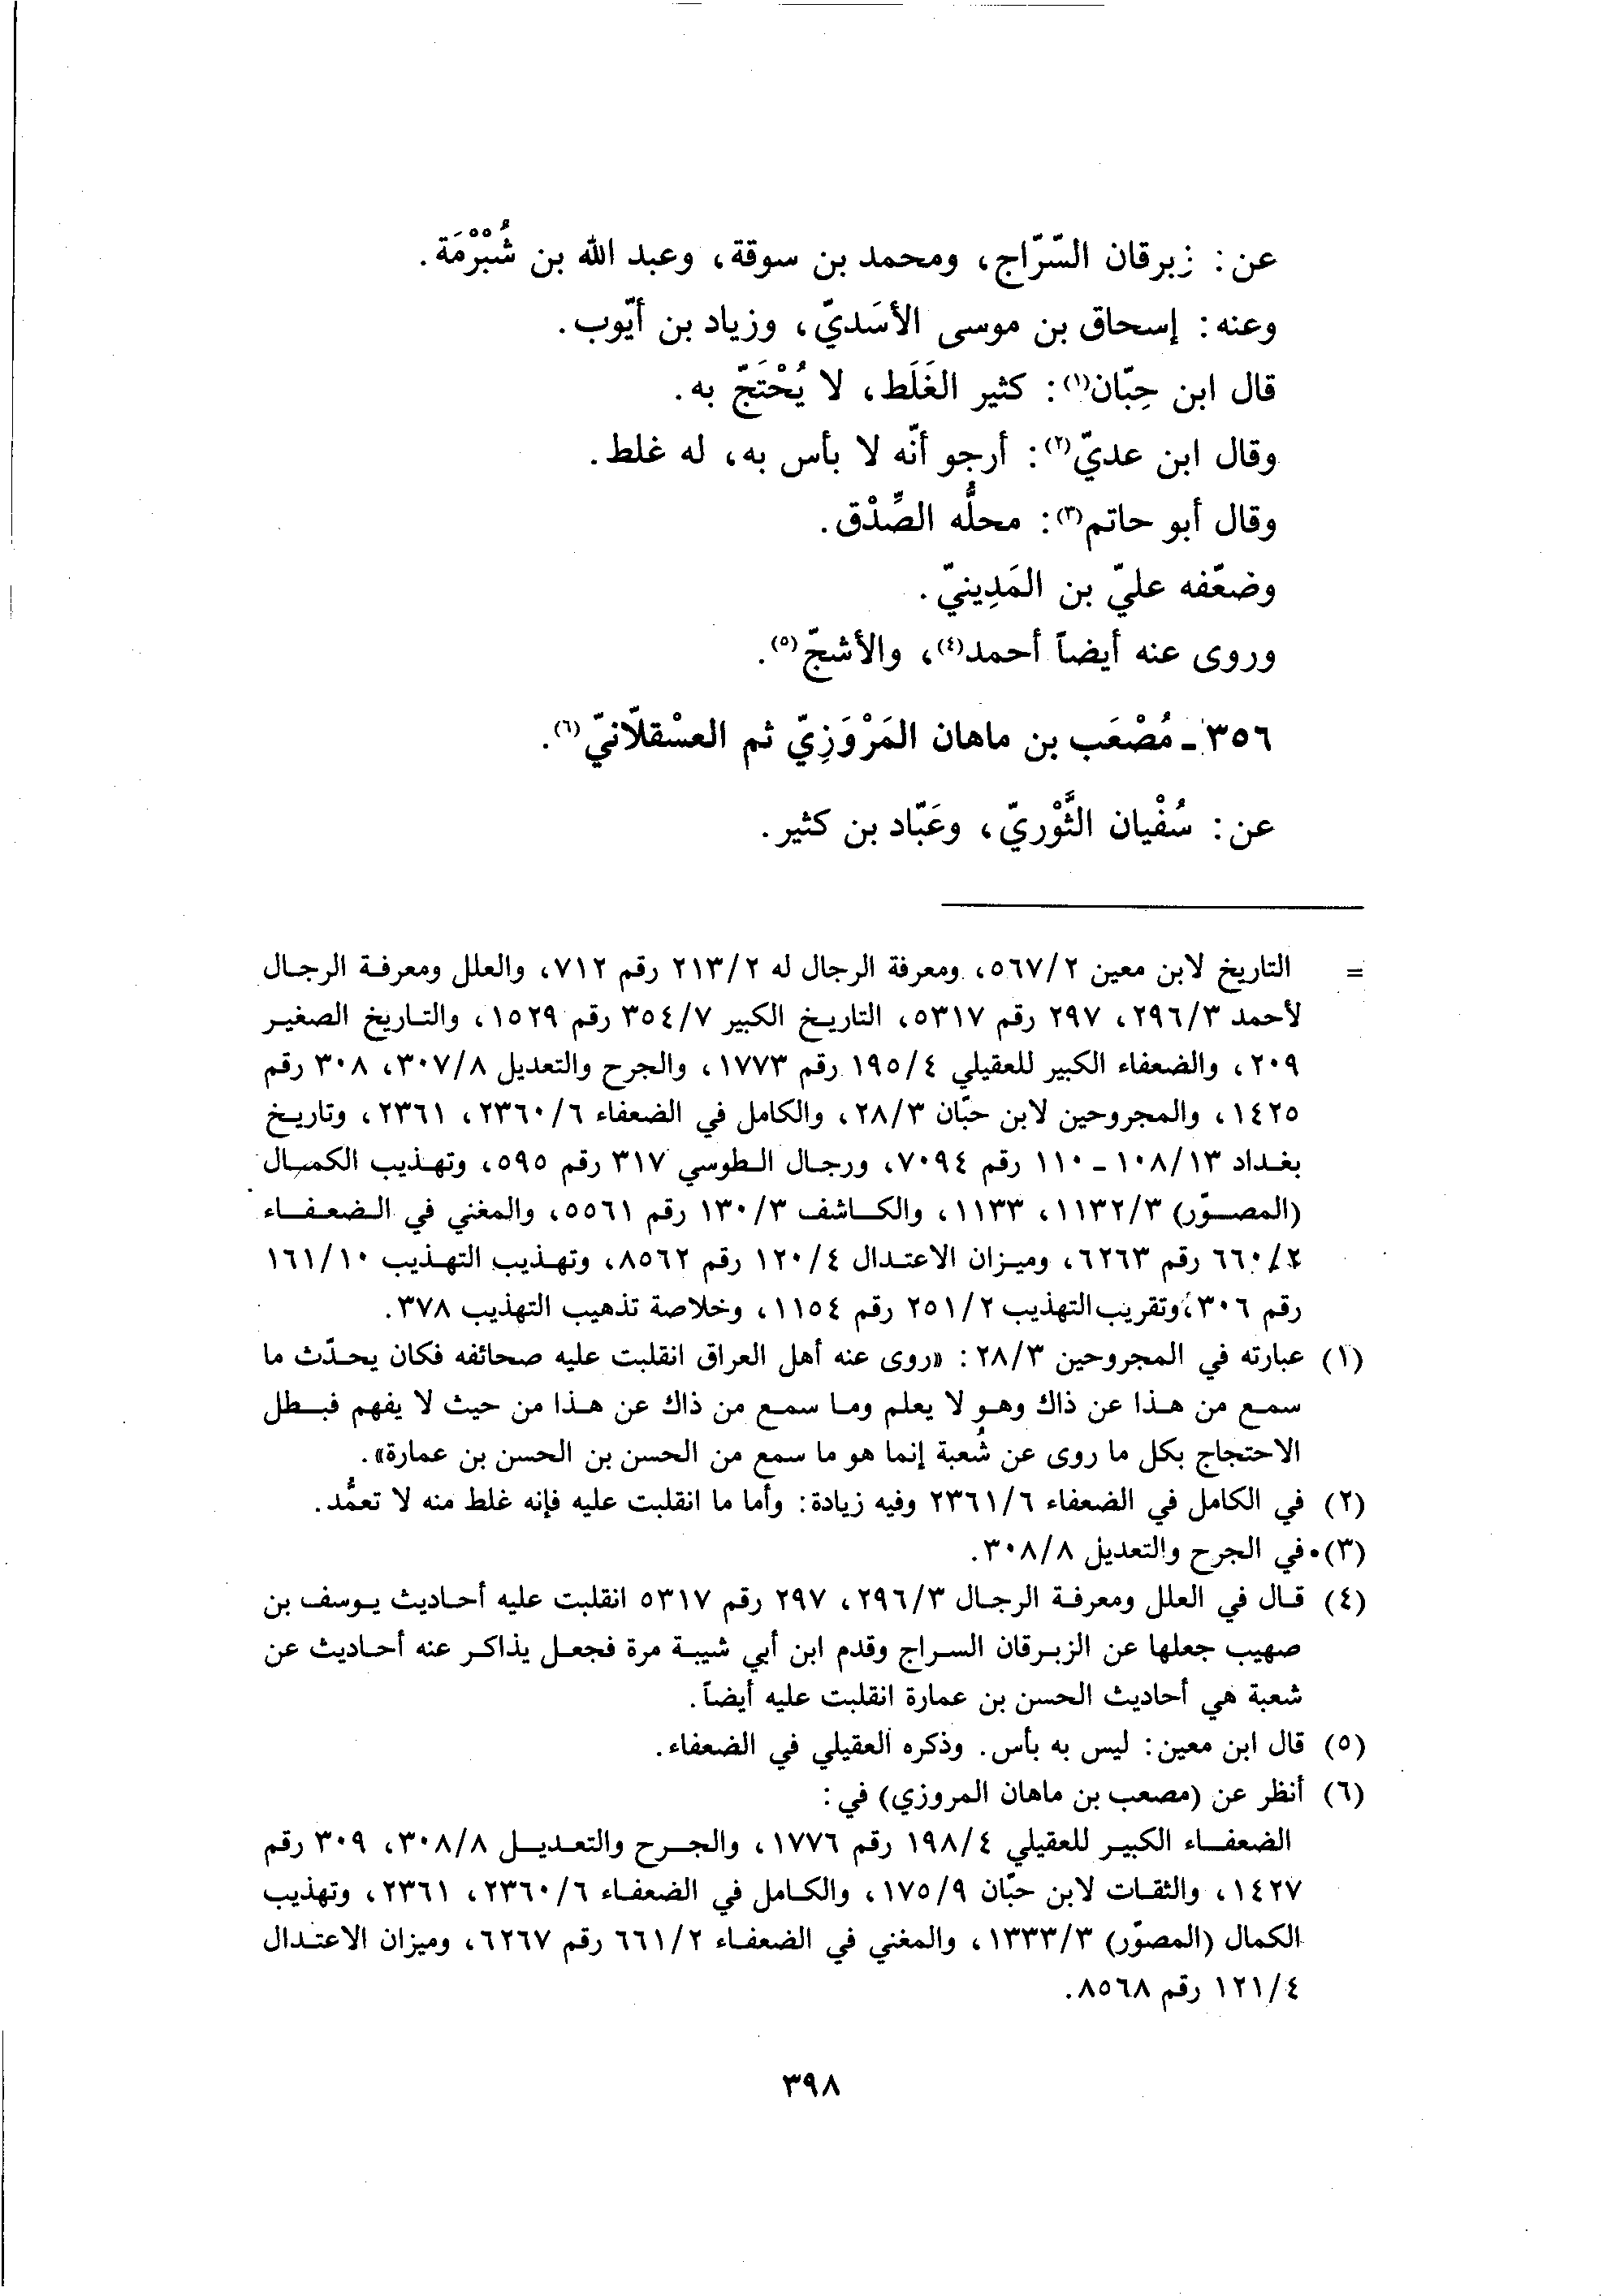 عن: زبرقان السّرّاج، ومحمد بن سوقة، وعبد الله بن شُبْرْمَة.
وعنه: إسحاق بن موسى الأسَديّ، وزياد بن أيّوب.
قال ابن حِبّان(١): كثير الغَلَط، لا يُحْتَجّ به.
وقال ابن عديّ(٢): أرجو أنّه لا بأس به، له غلط.
وقال أبو حاتم(٣): محلُّه الصِّدْق.
وضعّفه عليّ بن المَدِينيّ.
وروى عنه أيضاً أحمد(٤)، والأشجّ(٥).
٣٥٦ ـ مُصْعَب بن ماهان المَرْوَزِيّ ثم العسْقلّانيّ(٦).
عن: سُفْيان الثَّوْريّ، وعَبّاد بن كثير.
= التاريخ لابن معين ٥٦٧/٢، ومعرفة الرجال له ٢١٣/٢ رقم ٧١٢، والعلل ومعرفة الرجال
لأحمد ٢٩٦/٣، ٢٩٧ رقم ٥٣١٧، التاريخ الكبير ٣٥٤/٧ رقم ١٥٢٩، والتاريخ الصغير
٢٠٩، والضعفاء الكبير للعقيلي ١٩٥/٤ رقم ١٧٧٣، والجرح والتعديل ٣٠٧/٨، ٣٠٨ رقم
١٤٢٥، والمجروحين لابن حبّان ٢٨/٣، والكامل في الضعفاء ٢٣٦٠/٦، ٢٣٦١، وتاريخ
بغداد ١٠٨/١٣ ـ ١١٠ رقم ٧٠٩٤، ورجال الطوسي ٣١٧ رقم ٥٩٥، وتهذيب الكمال
(المصوّر) ١١٣٢/٣، ١١٣٣، والكاشف ١٣٠/٣ رقم ٥٥٦١، والمغني في الضعفاء
٦٦٠/٢ رقم ٦٢٦٣، وميزان الاعتدال ١٢٠/٤ رقم ٨٥٦٢، وتهذيب التهذيب ١٦١/١٠
رقم ٣٠٦، وتقريب التهذيب ٢٥١/٢ رقم ١١٥٤، وخلاصة تذهيب التهذيب ٣٧٨.
(١) عبارته في المجروحين ٢٨/٣: «روى عنه أهل العراق انقلبت عليه صحائفه فكان يحدّث ما
سمع من هذا عن ذاك وهو لا يعلم وما سمع من ذاك عن هذا من حيث لا يفهم فبطل
الاحتجاج بكل ما روى عن شُعبة إنما هو ما سمع من الحسن بن الحسن بن عمارة».
(٢) في الكامل في الضعفاء ٢٣٦١/٦ وفيه زيادة: وأما ما انقلبت عليه فإنه غلط منه لا تعمُّد.
(٣) في الجرح والتعديل ٣٠٨/٨.
(٤) قال في العلل ومعرفة الرجال ٢٩٦/٣، ٢٩٧ رقم ٥٣١٧ انقلبت عليه أحاديث يوسف بن
صهيب جعلها عن الزبرقان السراج وقدم ابن أبي شيبة مرة فجعل يذاكر عنه أحاديث عن
شعبة هي أحاديث الحسن بن عمارة انقلبت عليه أيضاً.
(٥) قال ابن معين: ليس به بأس. وذكره العقيلي في الضعفاء.
(٦) أنظر عن (مصعب بن ماهان المروزي) في:
الضعفاء الكبير للعقيلي ١٩٨/٤ رقم ١٧٧٦، والجرح والتعديل ٣٠٨/٨، ٣٠٩ رقم
١٤٢٧، والثقات لابن حبّان ١٧٥/٩، والكامل في الضعفاء ٢٣٦٠/٦، ٢٣٦١، وتهذيب
الكمال (المصوّر) ١٣٣٣/٣، والمغني في الضعفاء ٦٦١/٢ رقم ٦٢٦٧، وميزان الاعتدال
١٢١/٤ رقم ٨٥٦٨.
٣٩٨